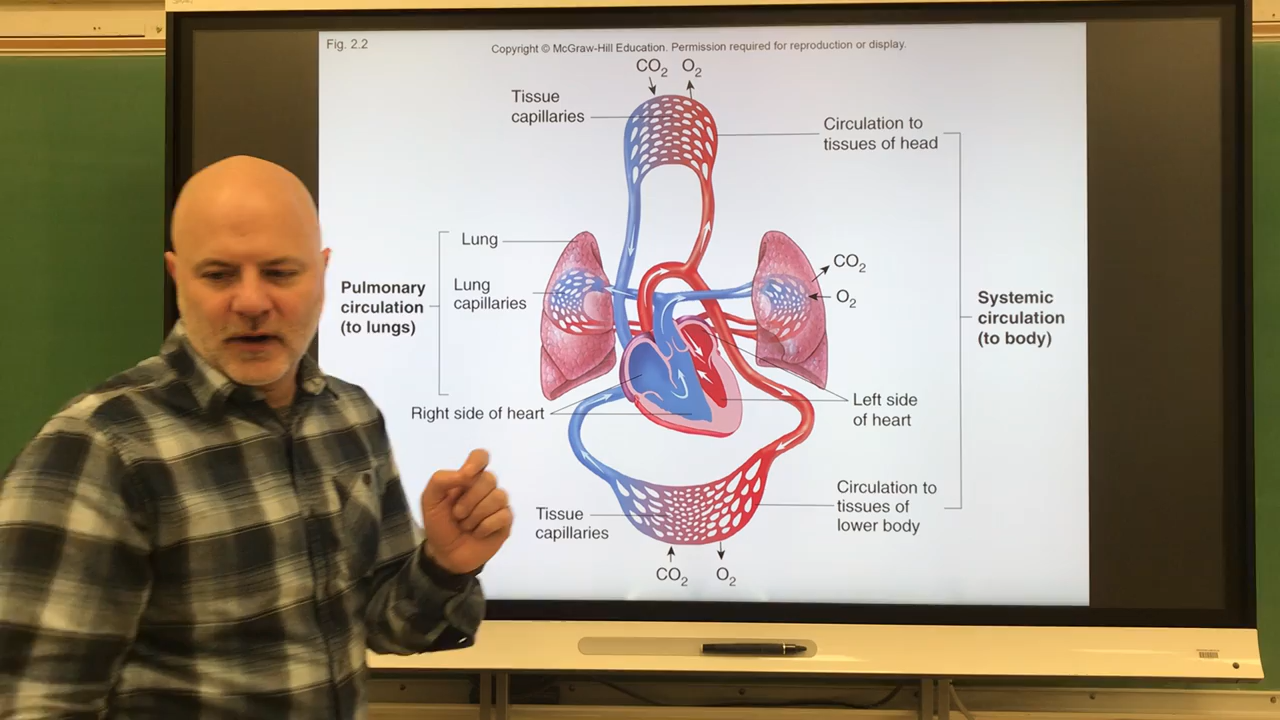 Fig. 2.2
Copyright © McGraw-Hill Education. Permission required for reproduction or display.
CO₂ O₂
Tissue
capillaries
Circulation to
tissues of head
Lung
Lung
capillaries
Pulmonary
circulation
(to lungs)
CO₂
O₂
Systemic
circulation
(to body)
Right side of heart
Left side
of heart
Circulation to
tissues of
lower body
Tissue
capillaries
CO₂ O₂